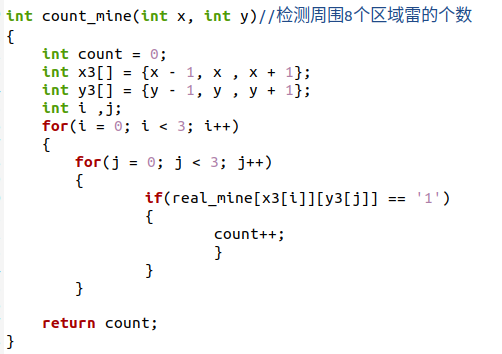 int count_mine(int x, int y)//检测周围8个区域雷的个数
{
    int count = 0;
    int x3[] = {x - 1, x , x + 1};
    int y3[] = {y - 1, y , y + 1};
    int i ,j;
    for(i = 0; i < 3; i++)
    {
        for(j = 0; j < 3; j++)
        {
                if(real_mine[x3[i]][y3[j]] == '1')
                {
                        count++;
                        }
                }
        }

    return count;
}